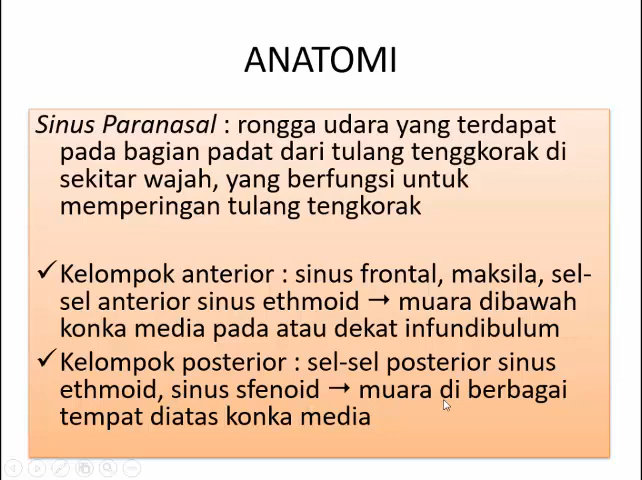 ANATOMI
Sinus Paranasal : rongga udara yang terdapat
pada bagian padat dari tulang tenggkorak di
sekitar wajah, yang berfungsi untuk
memperingan tulang tengkorak
✓Kelompok anterior : sinus frontal, maksila, sel-
sel anterior sinus ethmoid → muara dibawah
konka media pada atau dekat infundibulum
✓Kelompok posterior : sel-sel posterior sinus
ethmoid, sinus sfenoid → muara di berbagai
tempat diatas konka media